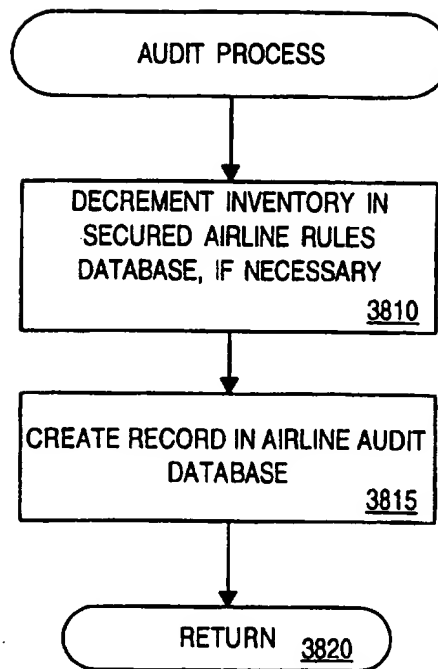 AUDIT PROCESS
DECREMENT INVENTORY IN
SECURED AIRLINE RULES
DATABASE, IF NECESSARY
3810
CREATE RECORD IN AIRLINE AUDIT
DATABASE
3815
RETURN 3820